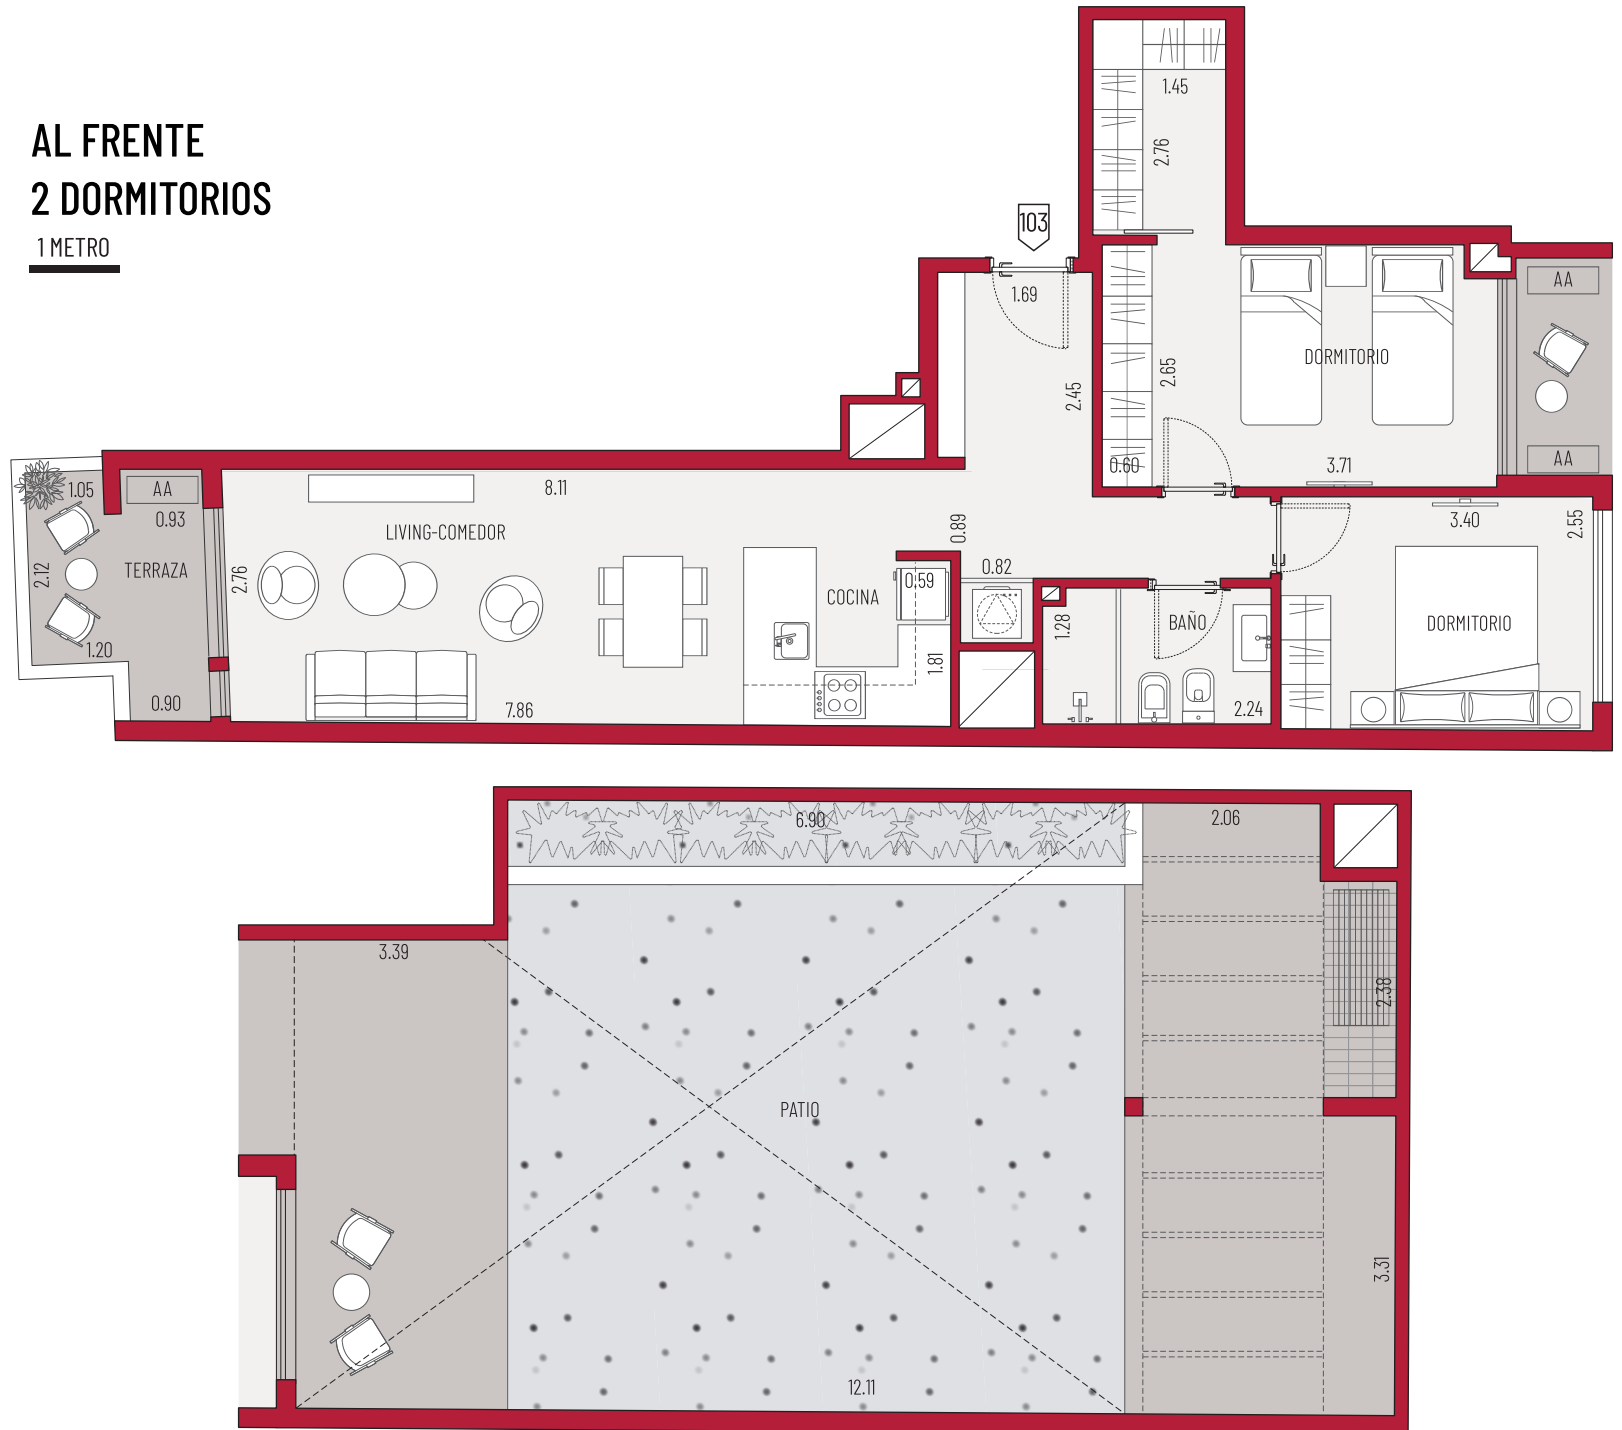 AL FRENTE
2 DORMITORIOS
1 METRO
1.45
2.76
103
1.69
2.45
2.65
0.60
DORMITORIO
3.71
AA
AA
1.05
AA
0.93
2.12
TERRAZA
1.20
0.90
8.11
LIVING-COMEDOR
2.76
7.86
COCINA
0.59
1.81
0.89
0.82
1.28
BAÑO
2.24
3.40
2.55
DORMITORIO
6.90
2.06
3.39
2.38
PATIO
3.31
12.11